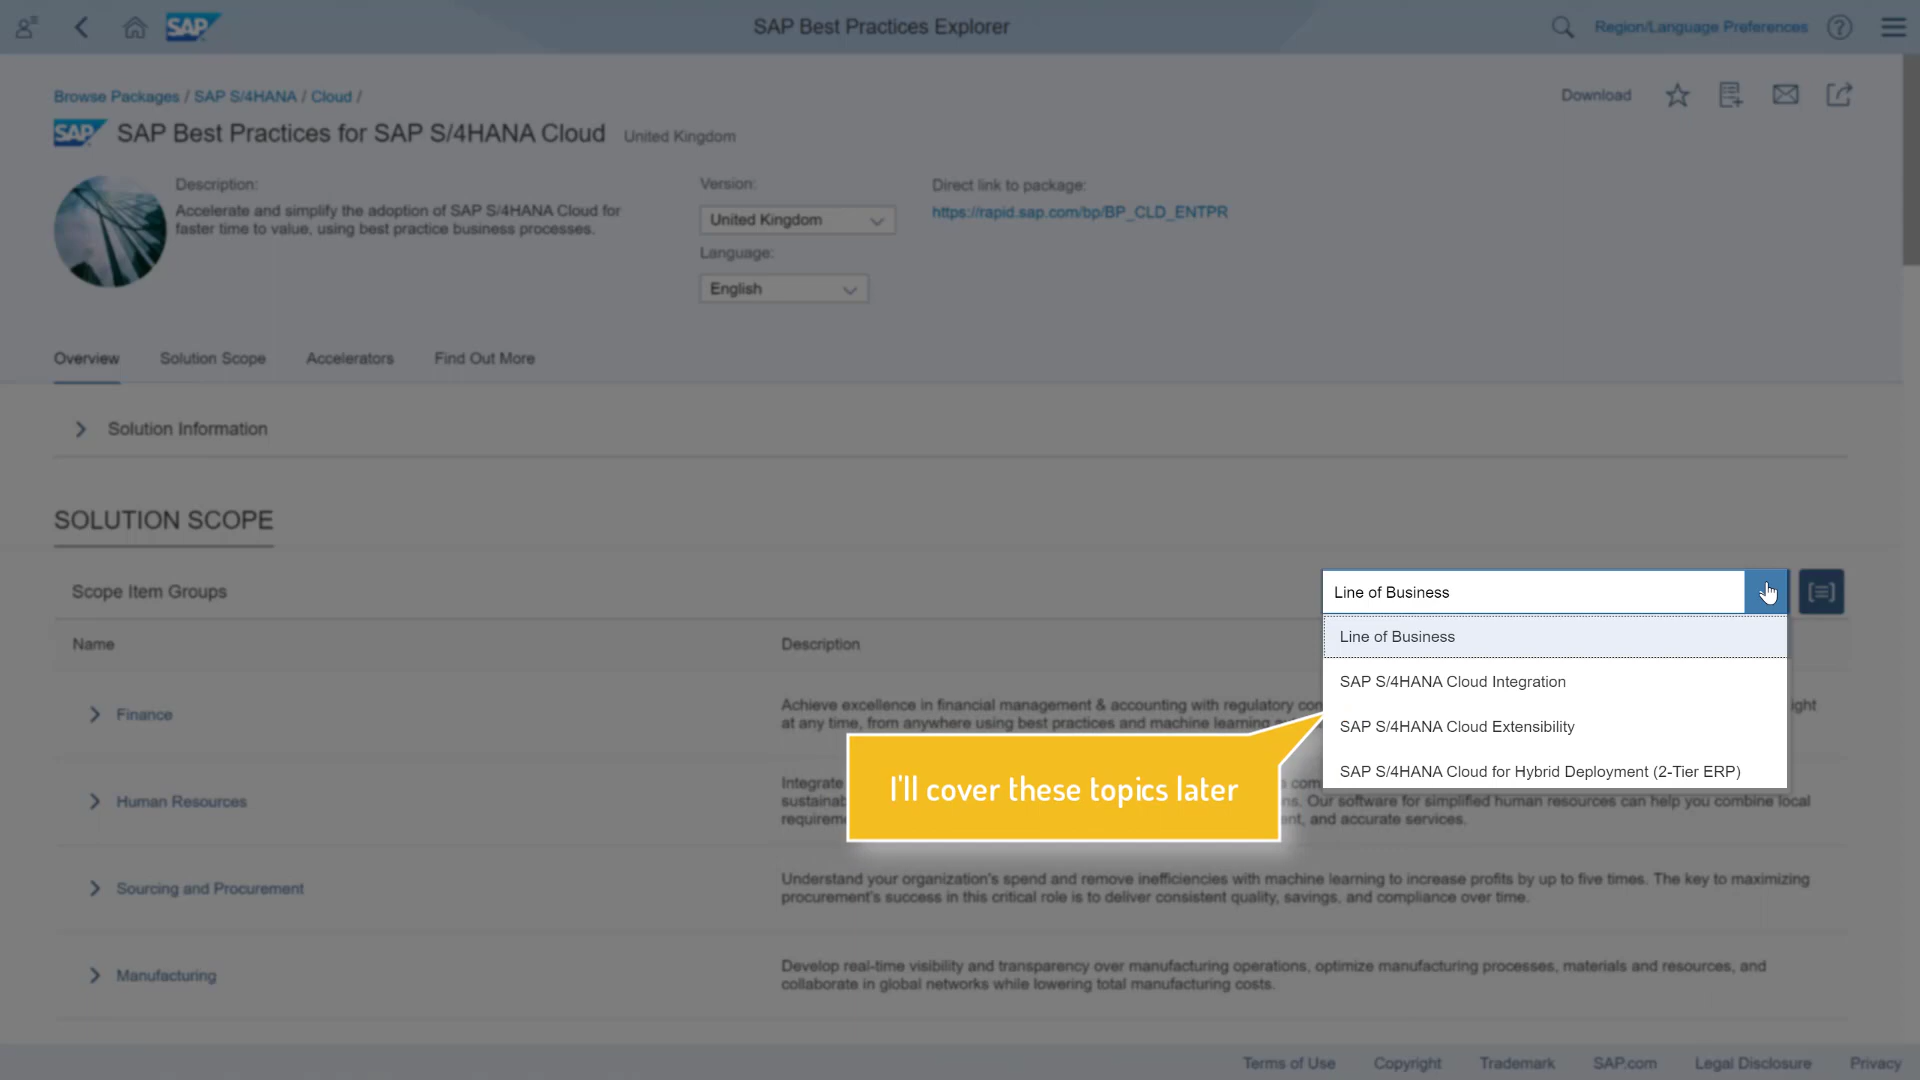 SAP
SAP Best Practices Explorer
Region/Language Preferences
Browse Packages / SAP S/4HANA / Cloud /
Download
SAP
SAP Best Practices for SAP S/4HANA Cloud United Kingdom
Description:
Accelerate and simplify the adoption of SAP S/4HANA Cloud for
faster time to value, using best practice business processes.
Version:
United Kingdom
Language:
English
Direct link to package:
https://rapid.sap.com/bp/BP_CLD_ENTPR
Overview Solution Scope Accelerators Find Out More
Solution Information
SOLUTION SCOPE
Scope Item Groups
Line of Business
Line of Business
SAP S/4HANA Cloud Integration
SAP S/4HANA Cloud Extensibility
SAP S/4HANA Cloud for Hybrid Deployment (2-Tier ERP)
Name Description
Finance
Achieve excellence in financial management & accounting with regulatory
at any time, from anywhere using best practices and machine learning
I'll cover these topics later
Human Resources
Integrate
Our software for simplified human resources can help you combine local
and accurate services.
Sourcing and Procurement
Understand your organization's spend and remove inefficiencies with machine learning to increase profits by up to five times. The key to maximizing
procurement's success in this critical role is to deliver consistent quality, savings, and compliance over time.
Manufacturing
Develop real-time visibility and transparency over manufacturing operations, optimize manufacturing processes, materials and resources, and
collaborate in global networks while lowering total manufacturing costs.
Terms of Use Copyright Trademark SAP.com Legal Disclosure Privacy